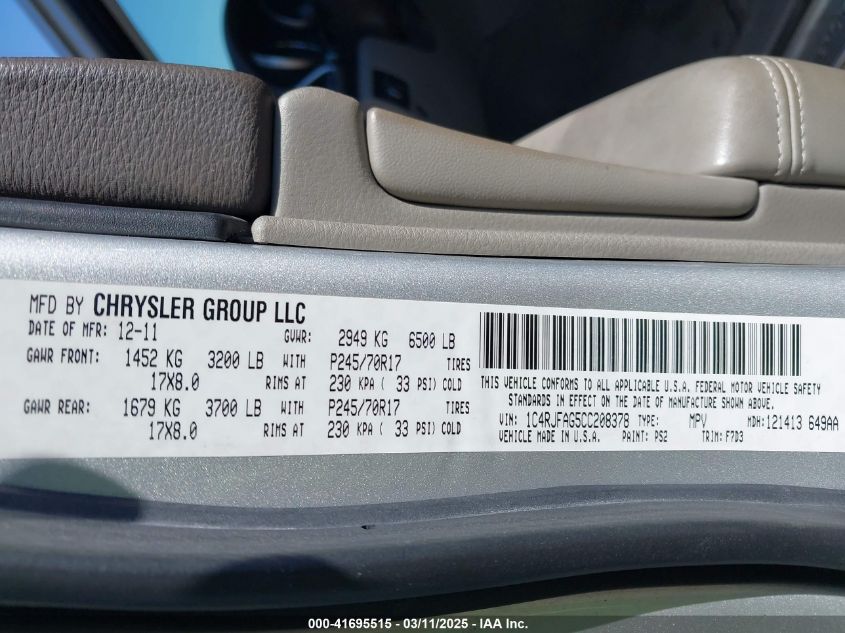 MFD BY CHRYSLER GROUP LLC
DATE OF MFR: 12-11 GVWR: 2949 KG 6500 LB
GAWR FRONT: 1452 KG 3200 LB WITH P245/70R17 TIRES
17X8.0 RIMS AT 230 KPA ( 33 PSI) COLD
GAWR REAR: 1679 KG 3700 LB WITH P245/70R17 TIRES
17X8.0 RIMS AT 230 KPA ( 33 PSI) COLD
THIS VEHICLE CONFORMS TO ALL APPLICABLE U.S.A. FEDERAL MOTOR VEHICLE SAFETY
STANDARDS IN EFFECT ON THE DATE OF MANUFACTURE SHOWN ABOVE.
VIN: 1C4RJFAG5CC208378 TYPE: MPV MDH: 121413 649AA
VEHICLE MADE IN U.S.A. PAINT: PS2 TRIM: F7D3
000-41695515 - 03/11/2025 - IAA Inc.